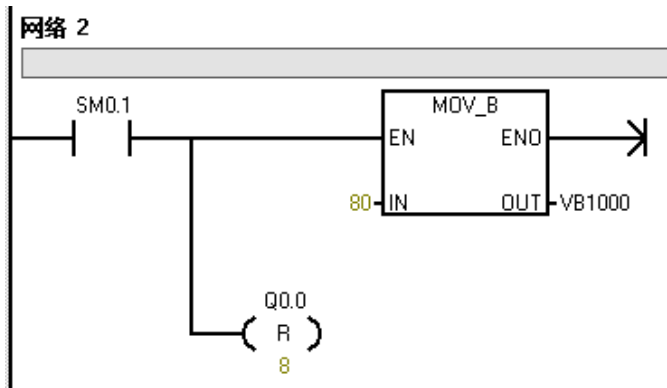 网络 2
SM0.1
MOV_B
EN ENO
80 IN OUT VB1000
Q0.0
R
8